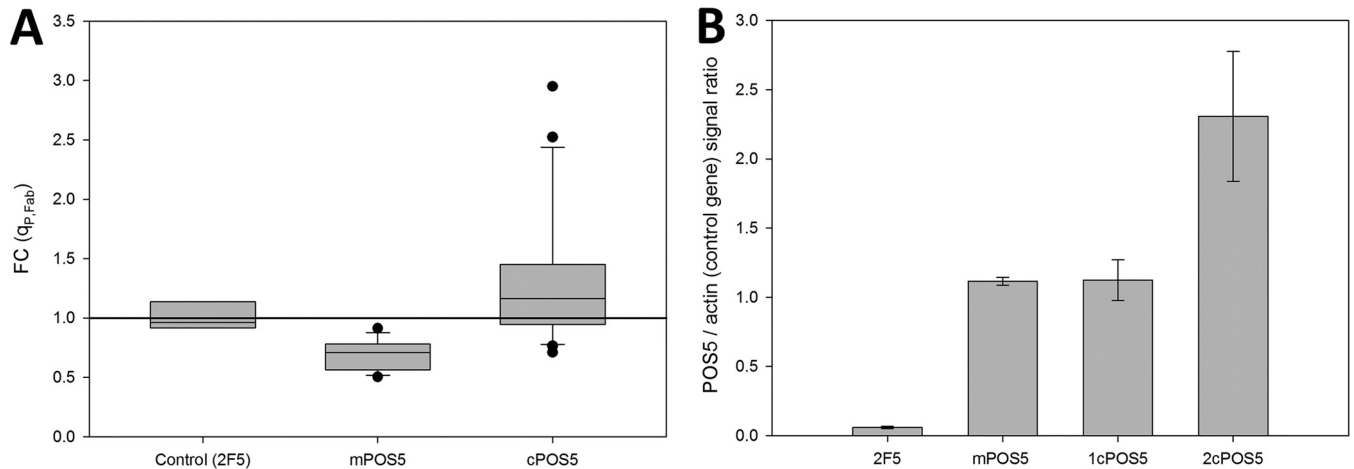 A
FC (qP,Fab)
3.5
3.0
2.5
2.0
1.5
1.0
0.5
0.0
Control (2F5)
mPOS5
cPOS5
B
POS5 / actin (control gene) signal ratio
3.0
2.5
2.0
1.5
1.0
0.5
0.0
2F5
mPOS5
1cPOS5
2cPOS5